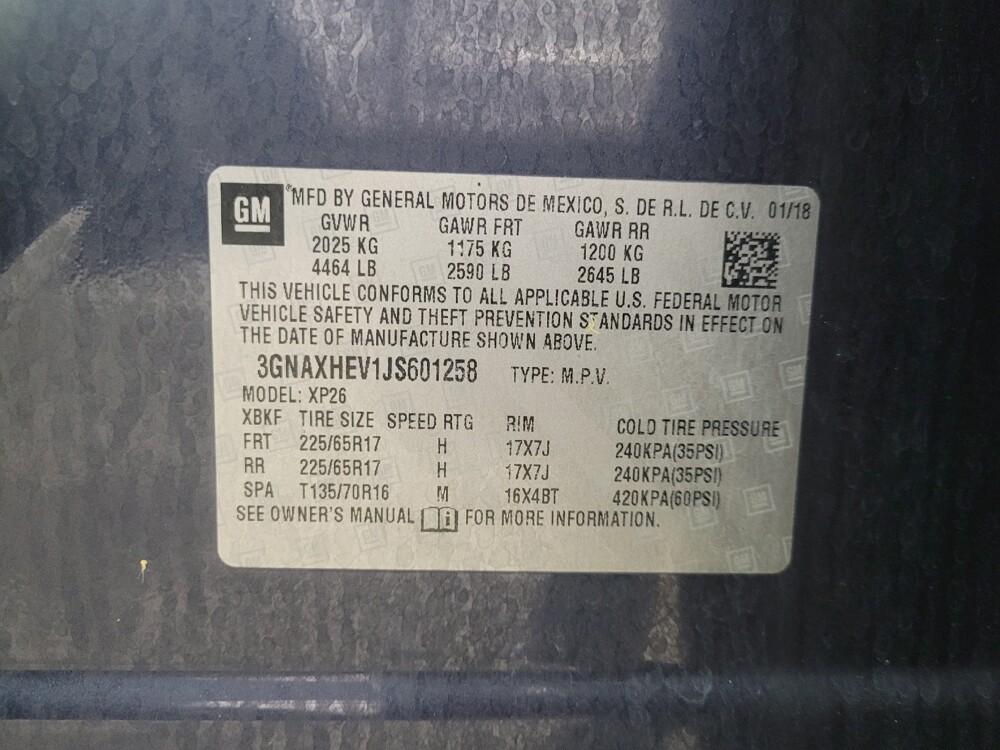 GM
MFD BY GENERAL MOTORS DE MEXICO, S. DE R.L. DE C.V. 01/18
GVWR GAWR FRT GAWR RR
2025 KG 1175 KG 1200 KG
4464 LB 2590 LB 2645 LB
THIS VEHICLE CONFORMS TO ALL APPLICABLE U.S. FEDERAL MOTOR
VEHICLE SAFETY AND THEFT PREVENTION STANDARDS IN EFFECT ON
THE DATE OF MANUFACTURE SHOWN ABOVE.
3GNAXHEV1JS601258 TYPE: M.P.V.
MODEL: XP26
XBKF TIRE SIZE SPEED RTG RIM COLD TIRE PRESSURE
FRT 225/65R17 H 17X7J 240KPA(35PSI)
RR 225/65R17 H 17X7J 240KPA(35PSI)
SPA T135/70R16 M 16X4BT 420KPA(60PSI)
SEE OWNER'S MANUAL i FOR MORE INFORMATION.